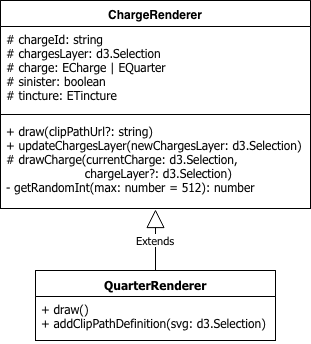 ChargeRenderer
# chargeId: string
# chargesLayer: d3.Selection
# charge: ECharge | EQuarter
# sinister: boolean
# tincture: ETincture
+ draw(clipPathUrl?: string)
+ updateChargesLayer(newChargesLayer: d3.Selection)
# drawCharge(currentCharge: d3.Selection,
chargeLayer?: d3.Selection)
- getRandomInt(max: number = 512): number
Extends
QuarterRenderer
+ draw()
+ addClipPathDefinition(svg: d3.Selection)